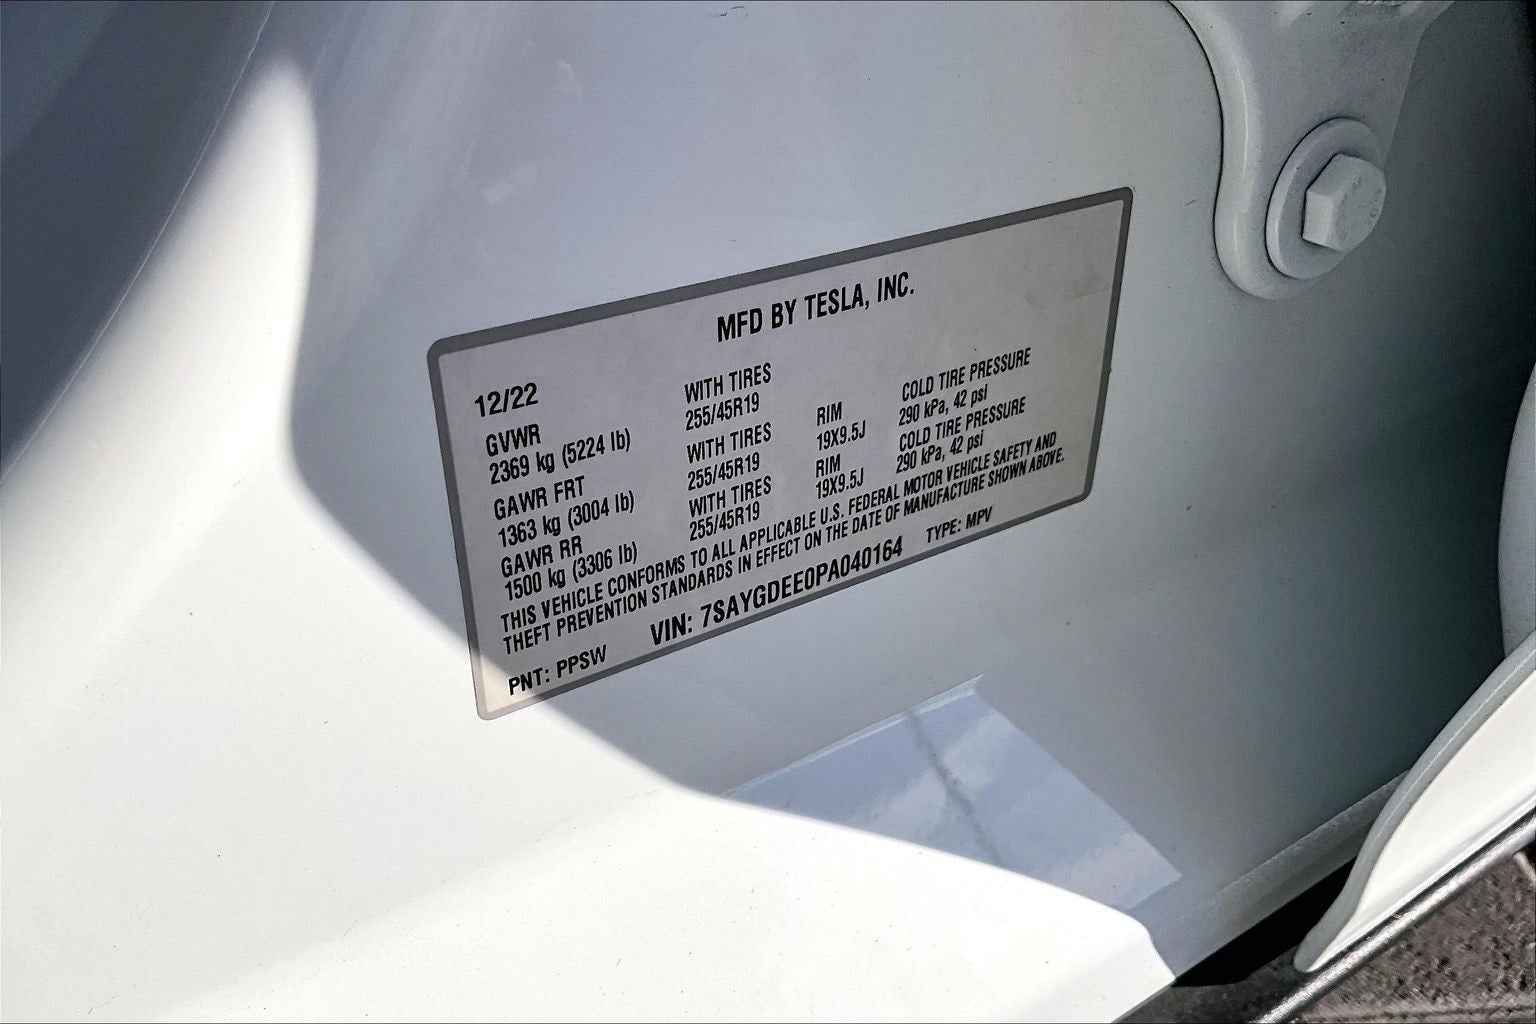 MFD BY TESLA, INC.
12/22
GVWR WITH TIRES
2369 kg (5224 lb) 255/45R19 RIM COLD TIRE PRESSURE
GAWR FRT WITH TIRES 19X9.5J 290 kPa, 42 psi
1363 kg (3004 lb) 255/45R19 RIM COLD TIRE PRESSURE
GAWR RR WITH TIRES 19X9.5J 290 kPa, 42 psi
1500 kg (3306 lb) 255/45R19
THIS VEHICLE CONFORMS TO ALL APPLICABLE U.S. FEDERAL MOTOR VEHICLE SAFETY AND
THEFT PREVENTION STANDARDS IN EFFECT ON THE DATE OF MANUFACTURE SHOWN ABOVE.
PNT: PPSW VIN: 7SAYGDEE0PA040164 TYPE: MPV